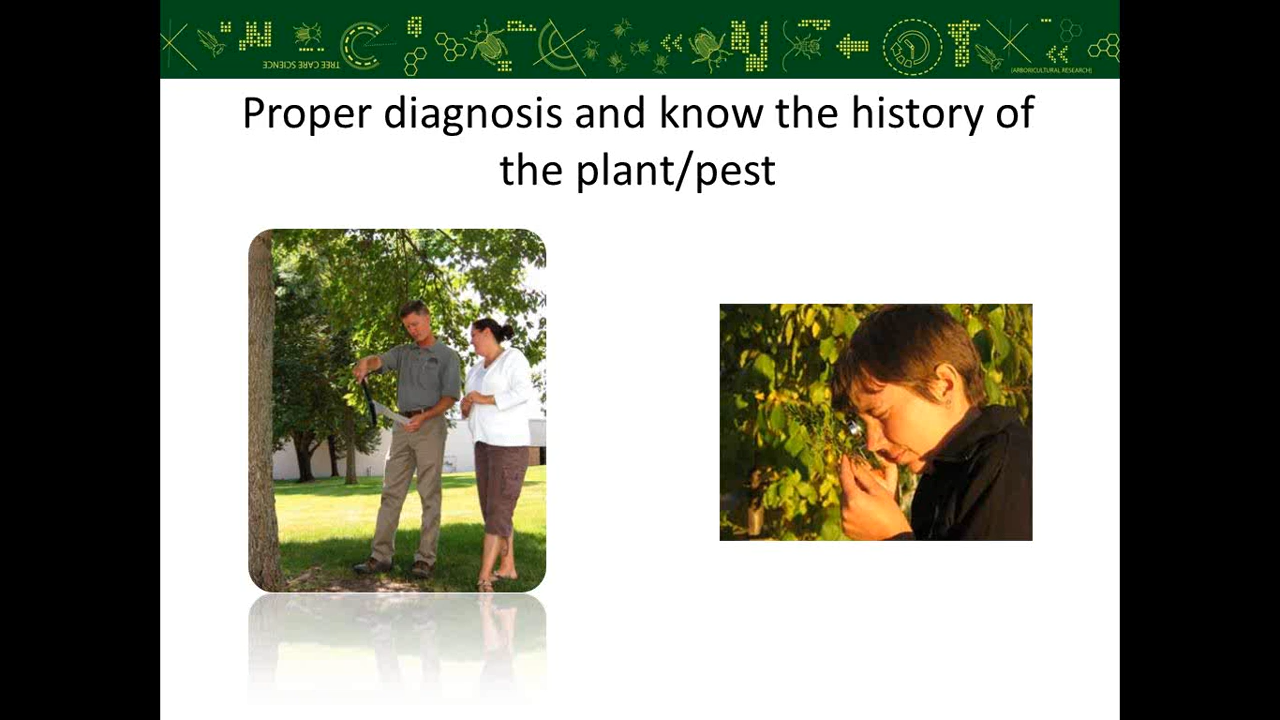 TREE CARE SCIENCE
[ARBORICULTURAL RESEARCH]
Proper diagnosis and know the history of
the plant/pest